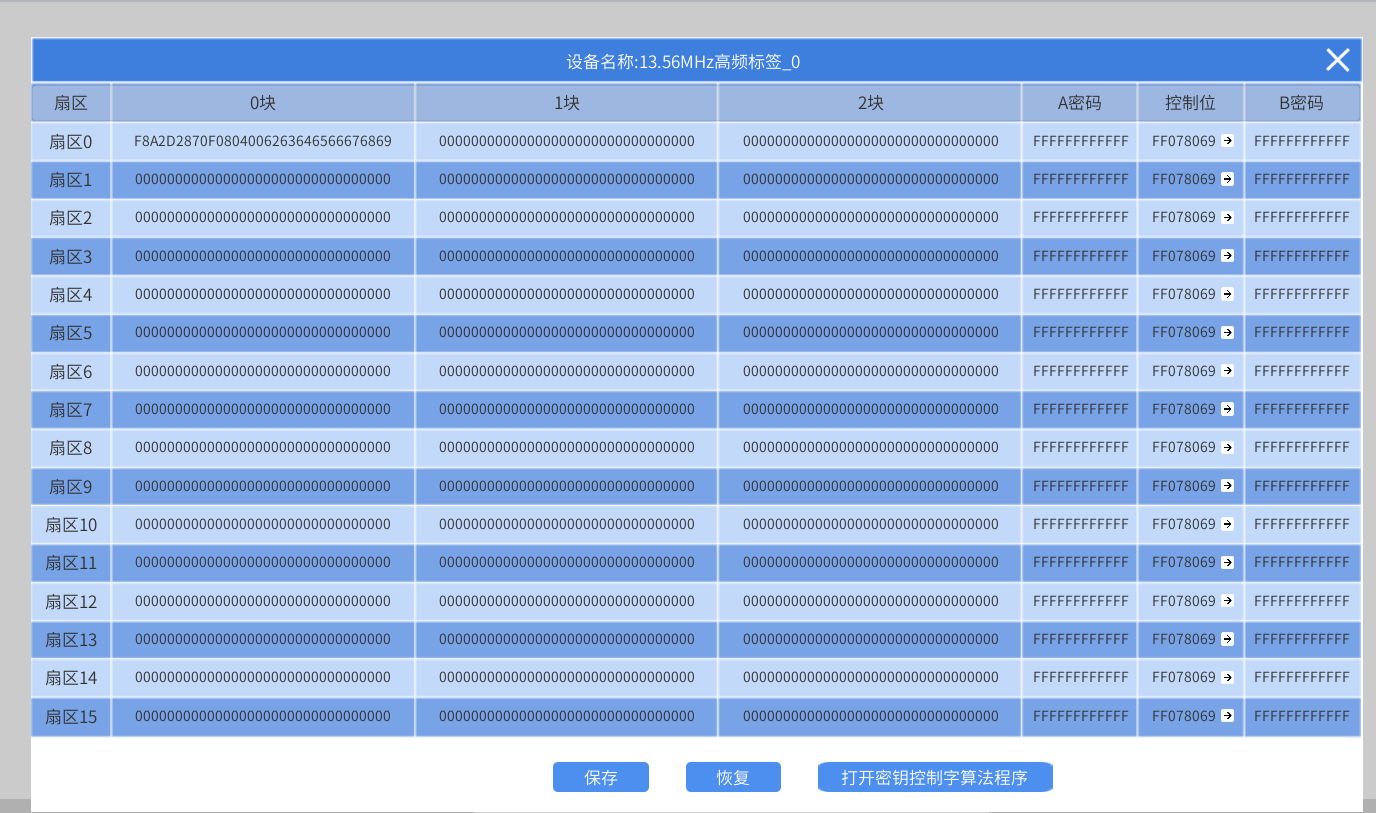 设备名称:13.56MHz高频标签_0
扇区 0块 1块 2块 A密码 控制位 B密码
扇区0 F8A2D2870F0804006263646566676869 00000000000000000000000000000000 00000000000000000000000000000000 FFFFFFFFFFFF FF078069 FFFFFFFFFFFF
扇区1 00000000000000000000000000000000 00000000000000000000000000000000 00000000000000000000000000000000 FFFFFFFFFFFF FF078069 FFFFFFFFFFFF
扇区2 00000000000000000000000000000000 00000000000000000000000000000000 00000000000000000000000000000000 FFFFFFFFFFFF FF078069 FFFFFFFFFFFF
扇区3 00000000000000000000000000000000 00000000000000000000000000000000 00000000000000000000000000000000 FFFFFFFFFFFF FF078069 FFFFFFFFFFFF
扇区4 00000000000000000000000000000000 00000000000000000000000000000000 00000000000000000000000000000000 FFFFFFFFFFFF FF078069 FFFFFFFFFFFF
扇区5 00000000000000000000000000000000 00000000000000000000000000000000 00000000000000000000000000000000 FFFFFFFFFFFF FF078069 FFFFFFFFFFFF
扇区6 00000000000000000000000000000000 00000000000000000000000000000000 00000000000000000000000000000000 FFFFFFFFFFFF FF078069 FFFFFFFFFFFF
扇区7 00000000000000000000000000000000 00000000000000000000000000000000 00000000000000000000000000000000 FFFFFFFFFFFF FF078069 FFFFFFFFFFFF
扇区8 00000000000000000000000000000000 00000000000000000000000000000000 00000000000000000000000000000000 FFFFFFFFFFFF FF078069 FFFFFFFFFFFF
扇区9 00000000000000000000000000000000 00000000000000000000000000000000 00000000000000000000000000000000 FFFFFFFFFFFF FF078069 FFFFFFFFFFFF
扇区10 00000000000000000000000000000000 00000000000000000000000000000000 00000000000000000000000000000000 FFFFFFFFFFFF FF078069 FFFFFFFFFFFF
扇区11 00000000000000000000000000000000 00000000000000000000000000000000 00000000000000000000000000000000 FFFFFFFFFFFF FF078069 FFFFFFFFFFFF
扇区12 00000000000000000000000000000000 00000000000000000000000000000000 00000000000000000000000000000000 FFFFFFFFFFFF FF078069 FFFFFFFFFFFF
扇区13 00000000000000000000000000000000 00000000000000000000000000000000 00000000000000000000000000000000 FFFFFFFFFFFF FF078069 FFFFFFFFFFFF
扇区14 00000000000000000000000000000000 00000000000000000000000000000000 00000000000000000000000000000000 FFFFFFFFFFFF FF078069 FFFFFFFFFFFF
扇区15 00000000000000000000000000000000 00000000000000000000000000000000 00000000000000000000000000000000 FFFFFFFFFFFF FF078069 FFFFFFFFFFFF
保存 恢复 打开密钥控制字算法程序